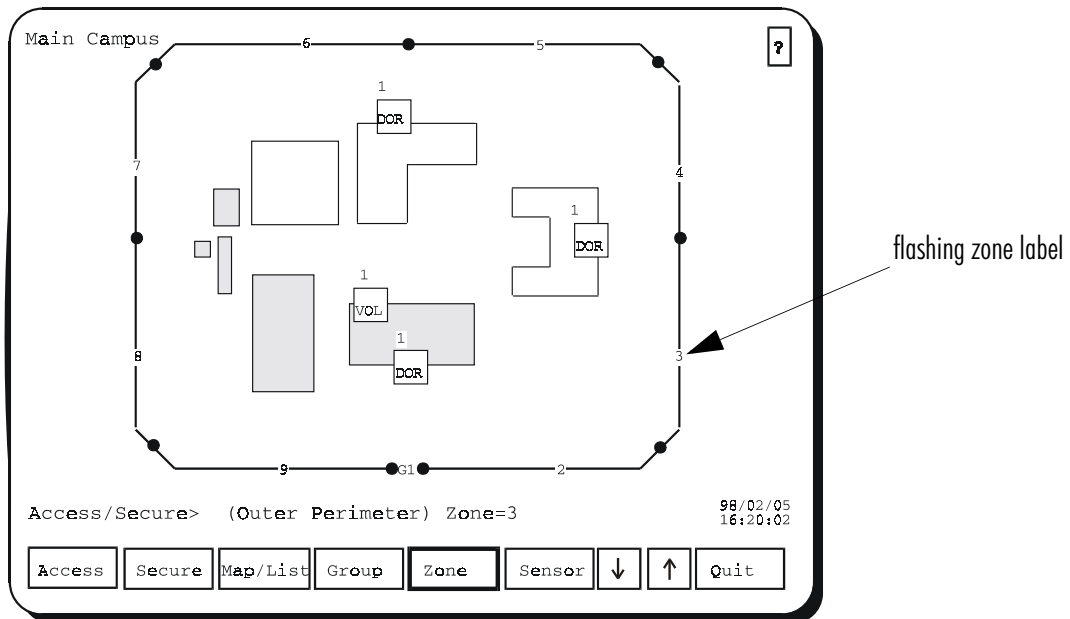 Main Campus
?
6
5
1
DOR
7
4
1
DOR
flashing zone label
1
VOL
1
DOR
8
3
9
G1
2
Access/Secure> (Outer Perimeter) Zone=3
98/02/05
16:20:02
Access
Secure
Map/List
Group
Zone
Sensor
↓
↑
Quit